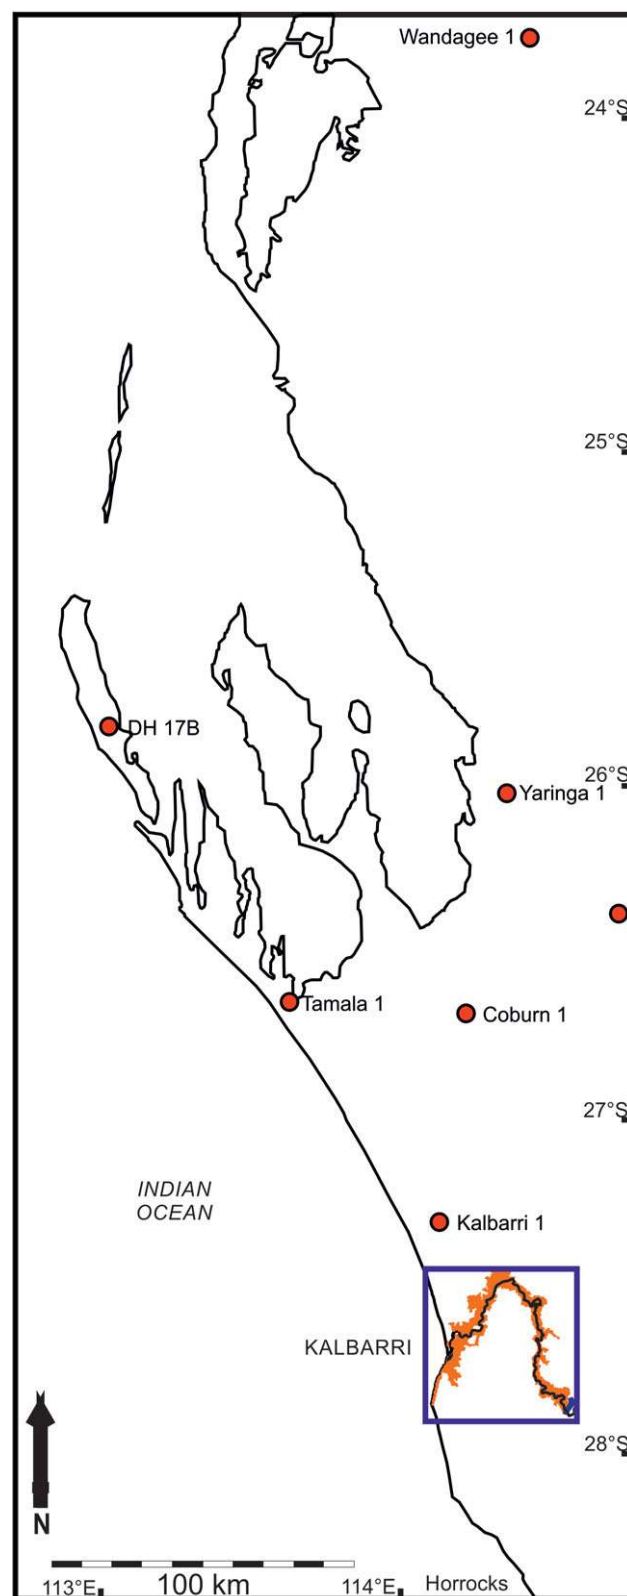 Wandagee 1
24°S
25°S
DH 17B
26°S
Yaringa 1
Tamala 1
Coburn 1
27°S
INDIAN
OCEAN
Kalbarri 1
KALBARRI
28°S
N
113°E
100 km
114°E
Horrocks